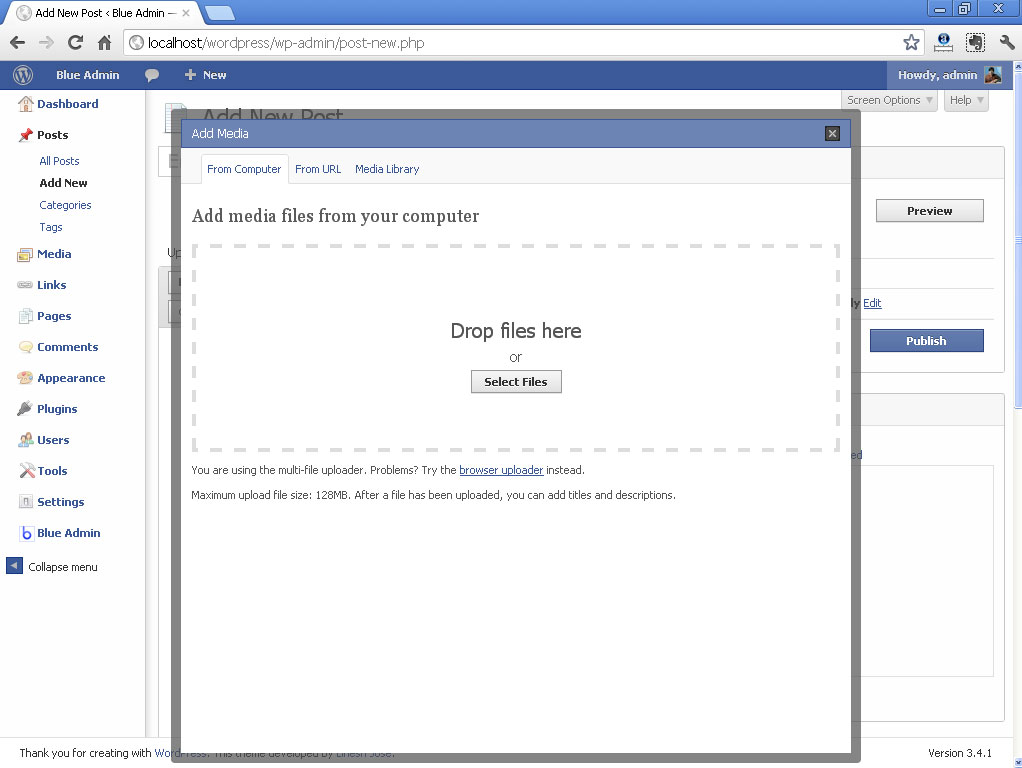 Add New Post ‹ Blue Admin —
localhost/wordpress/wp-admin/post-new.php
Blue Admin
New
Howdy, admin
Dashboard
Posts
All Posts
Add New
Categories
Tags
Media
Links
Pages
Comments
Appearance
Plugins
Users
Tools
Settings
Blue Admin
Collapse menu
Add New Post
Screen Options
Help
Add Media
From Computer
From URL
Media Library
Add media files from your computer
Drop files here
or
Select Files
You are using the multi-file uploader. Problems? Try the browser uploader instead.
Maximum upload file size: 128MB. After a file has been uploaded, you can add titles and descriptions.
Preview
Edit
Publish
Thank you for creating with WordPress. This theme developed by Dinesh Jose.
Version 3.4.1